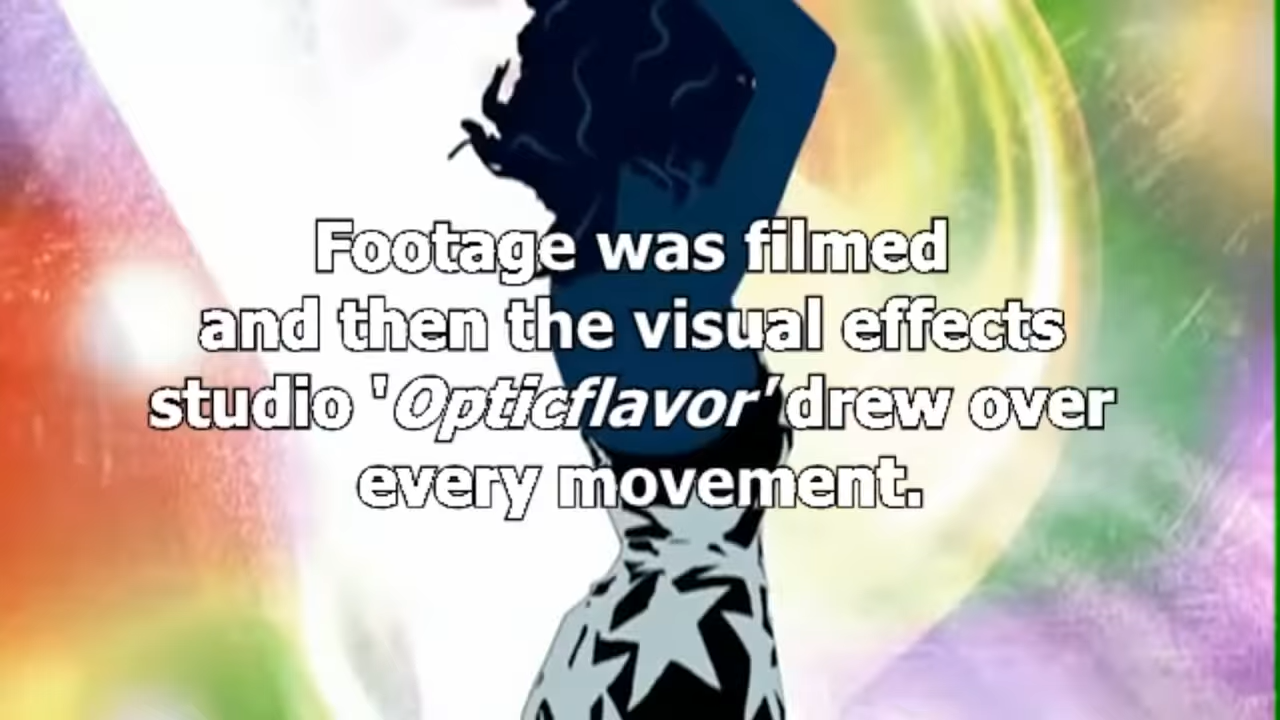 Footage was filmed
and then the visual effects
studio 'Opticflavor' drew over
every movement.